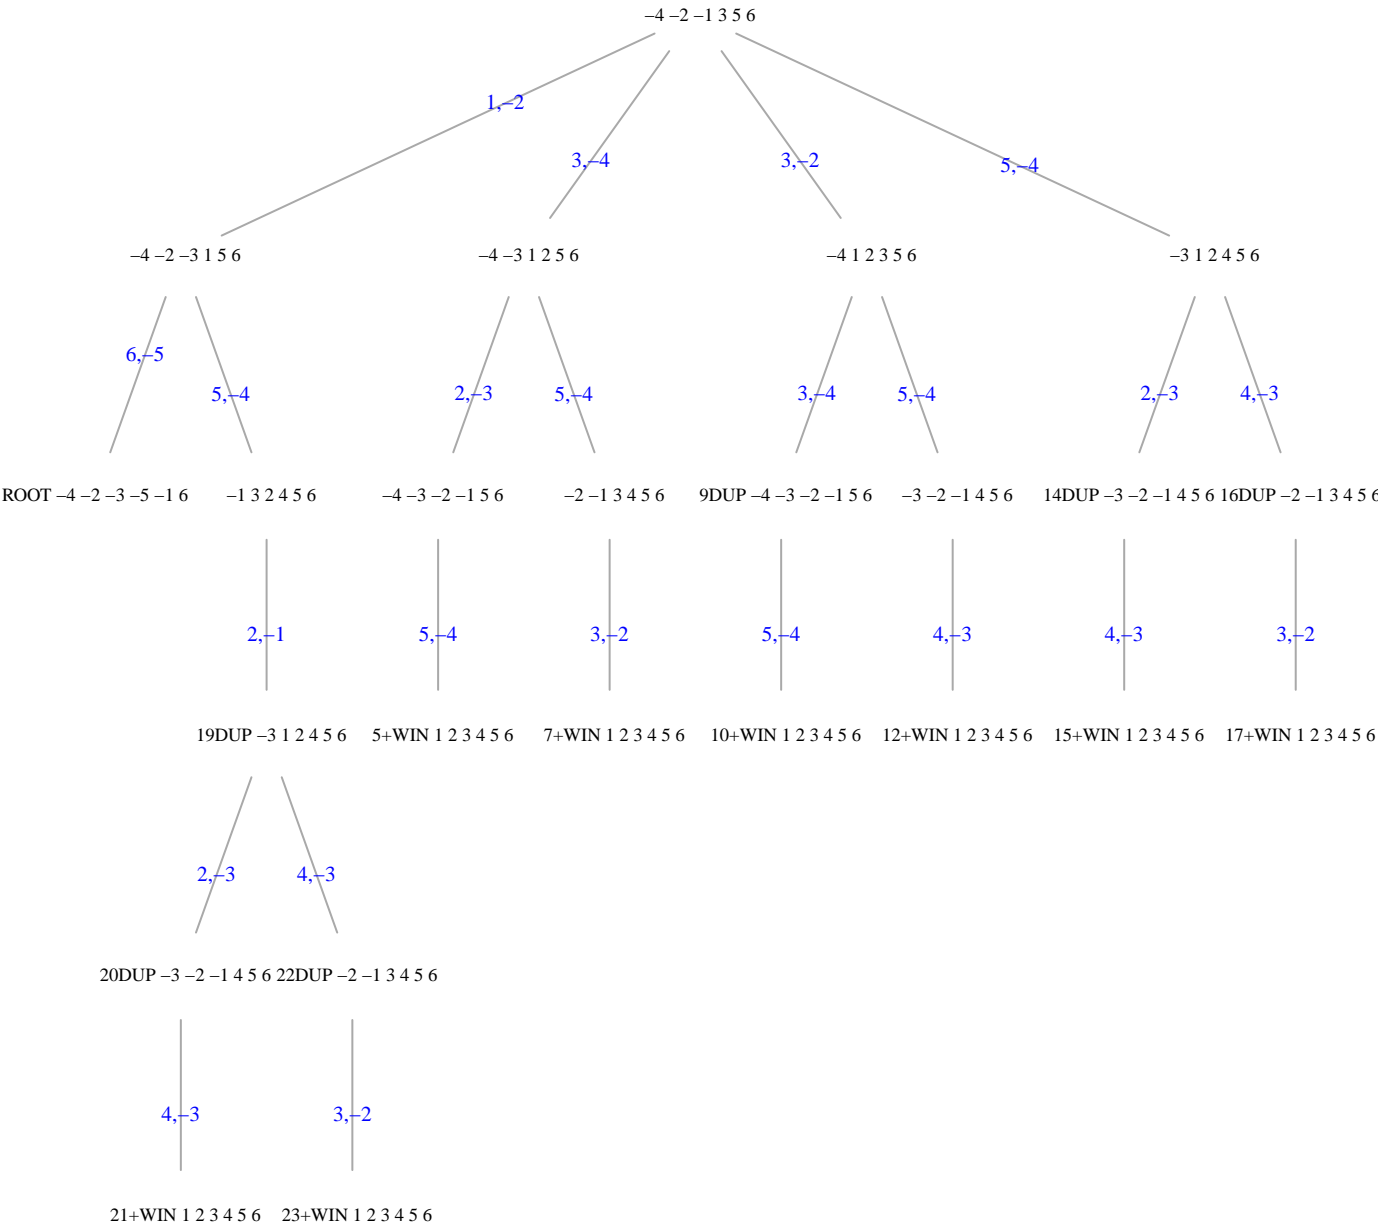 –4 –2 –1 3 5 6
1,–2
3,–4
3,–2
5,–4
–4 –2 –3 1 5 6
–4 –3 1 2 5 6
–4 1 2 3 5 6
–3 1 2 4 5 6
6,–5
5,–4
2,–3
5,–4
3,–4
5,–4
2,–3
4,–3
ROOT –4 –2 –3 –5 –1 6
–1 3 2 4 5 6
–4 –3 –2 –1 5 6
–2 –1 3 4 5 6
9DUP –4 –3 –2 –1 5 6
–3 –2 –1 4 5 6
14DUP –3 –2 –1 4 5 6
16DUP –2 –1 3 4 5 6
2,–1
5,–4
3,–2
5,–4
4,–3
4,–3
3,–2
19DUP –3 1 2 4 5 6
5+WIN 1 2 3 4 5 6
7+WIN 1 2 3 4 5 6
10+WIN 1 2 3 4 5 6
12+WIN 1 2 3 4 5 6
15+WIN 1 2 3 4 5 6
17+WIN 1 2 3 4 5 6
2,–3
4,–3
20DUP –3 –2 –1 4 5 6
22DUP –2 –1 3 4 5 6
4,–3
3,–2
21+WIN 1 2 3 4 5 6
23+WIN 1 2 3 4 5 6